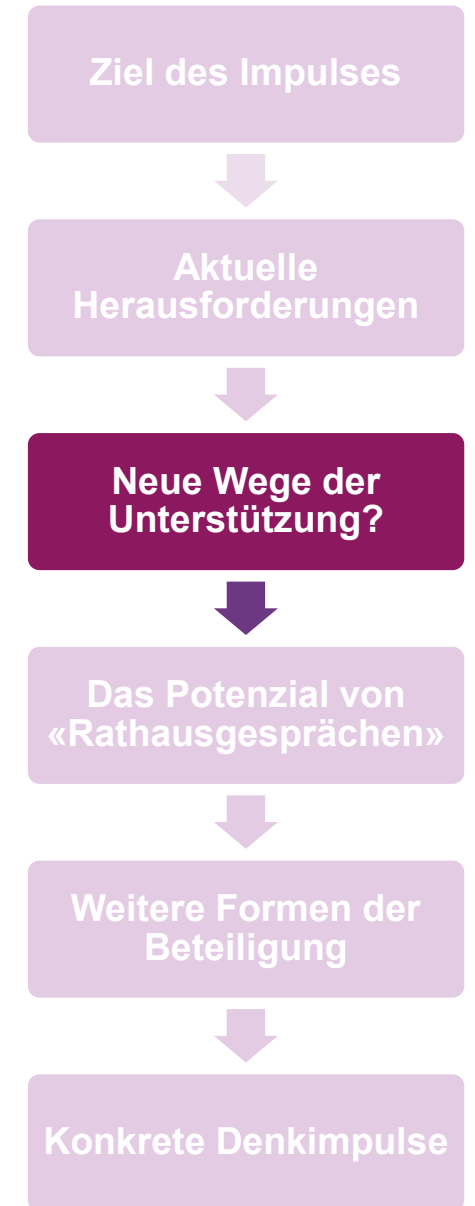 Ziel des Impulses
Aktuelle
Herausforderungen
Neue Wege der
Unterstützung?
Das Potenzial von
«Rathausgesprächen»
Weitere Formen der
Beteiligung
Konkrete Denkimpulse